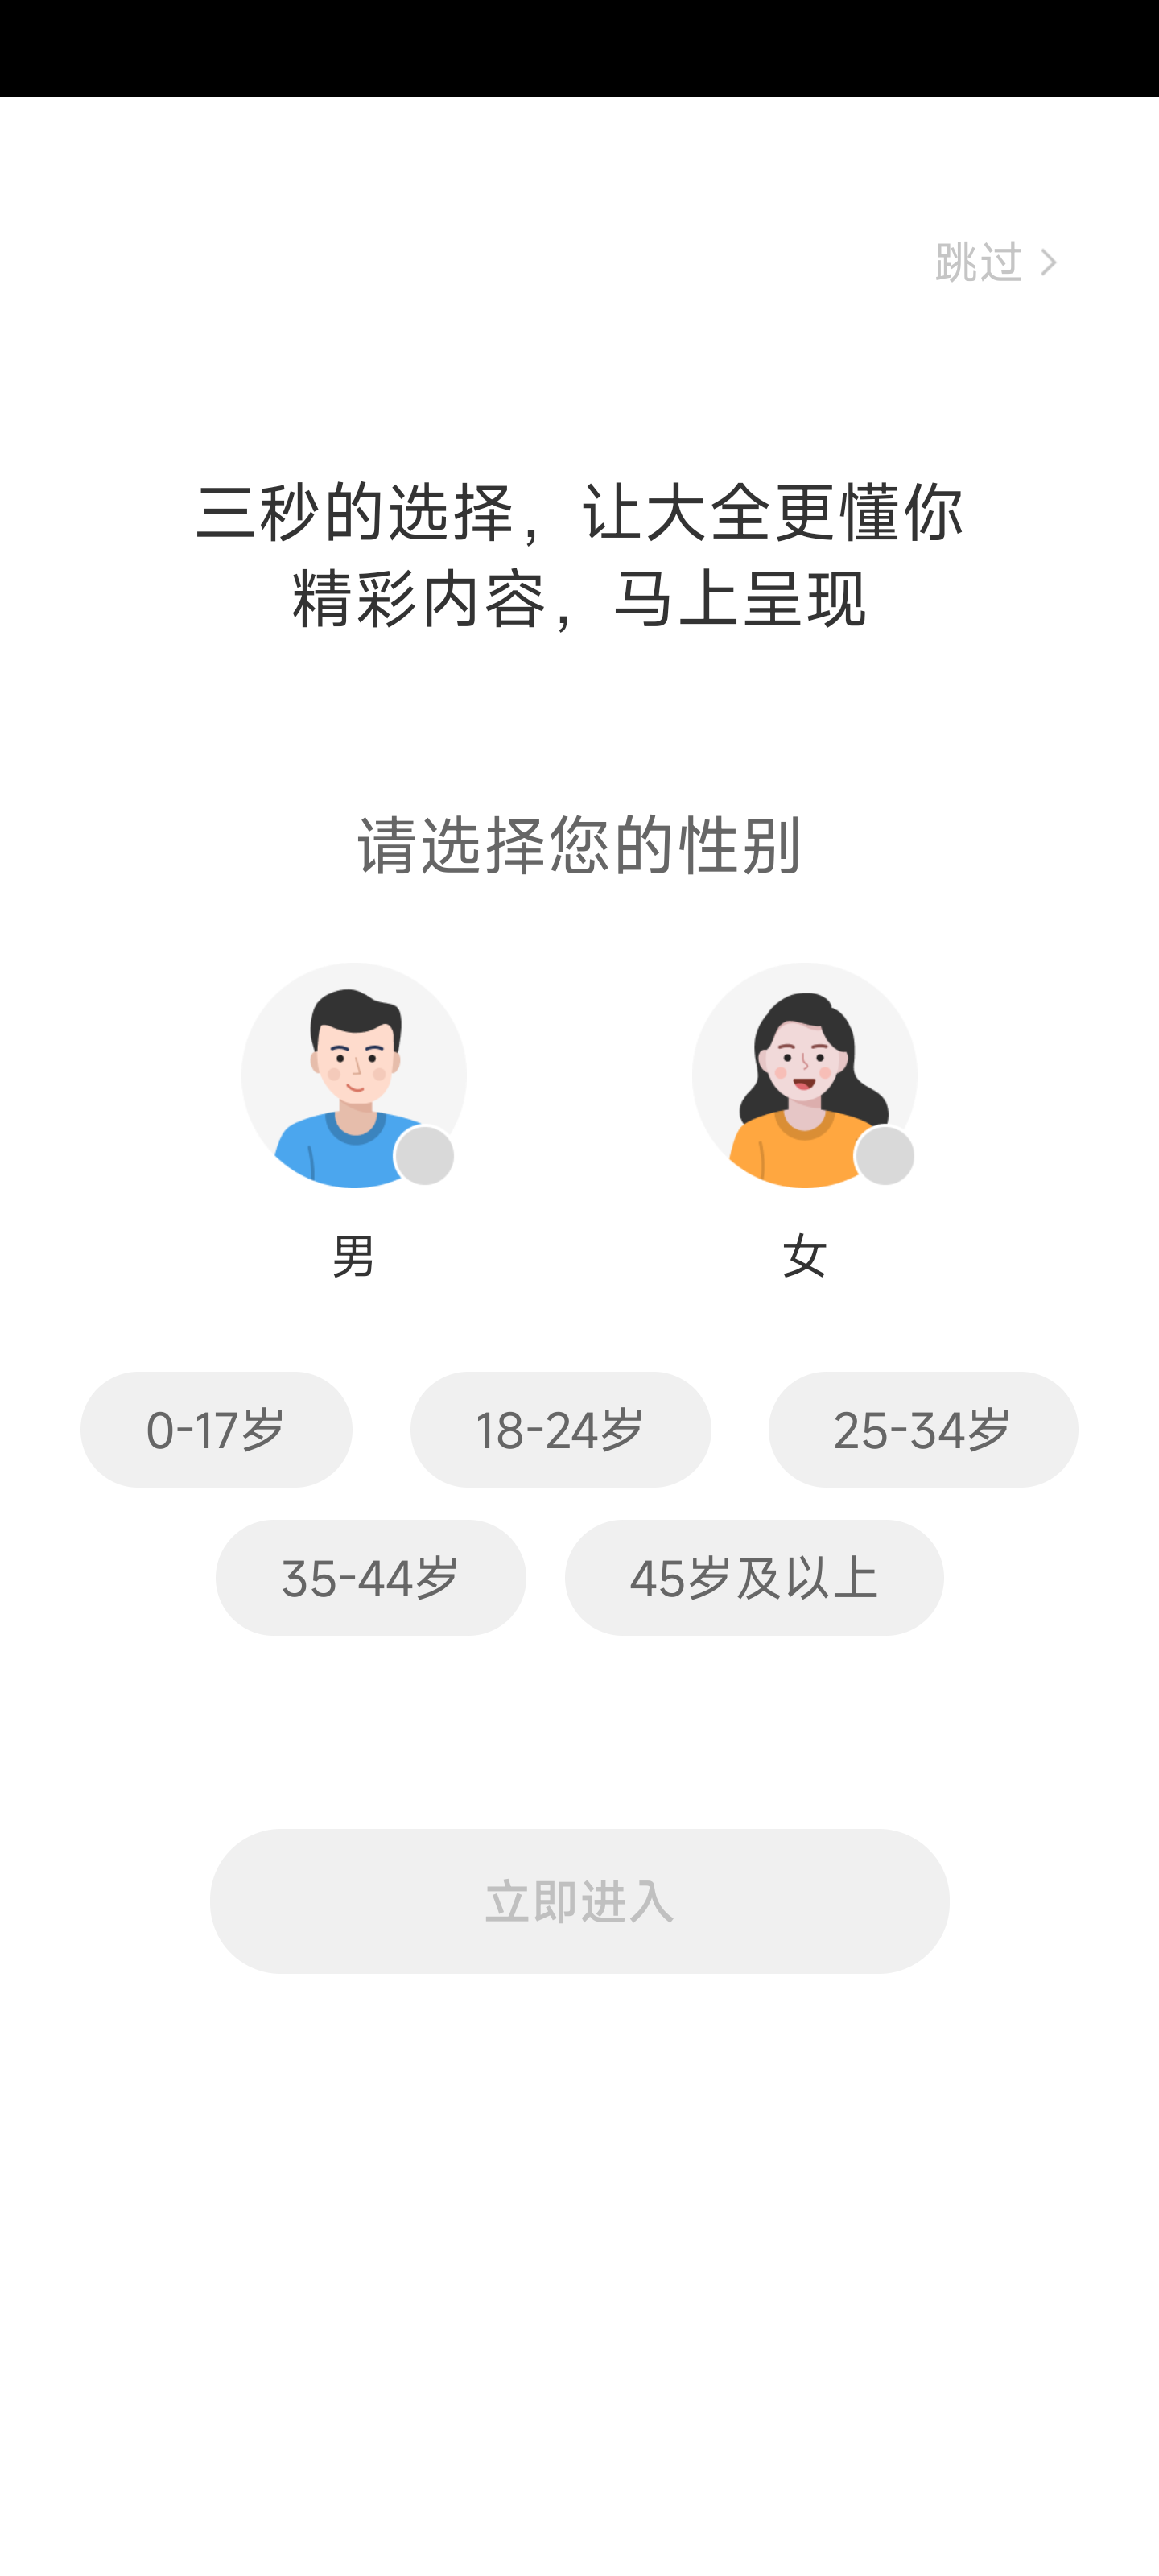 跳过
三秒的选择，让大全更懂你
精彩内容，马上呈现
请选择您的性别
男 女
0-17岁 18-24岁 25-34岁
35-44岁 45岁及以上
立即进入